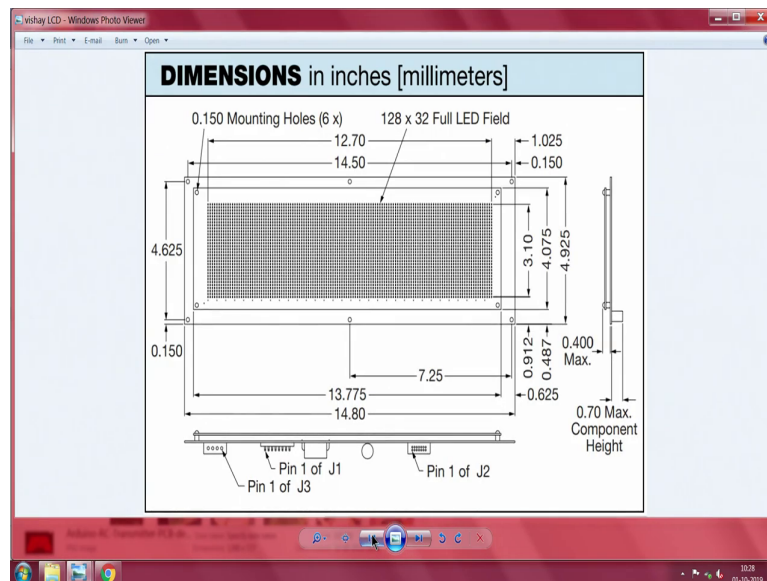 vishay LCD - Windows Photo Viewer
File Print E-mail Burn Open
DIMENSIONS in inches [millimeters]
0.150 Mounting Holes (6 x)
128 x 32 Full LED Field
12.70
1.025
14.50
0.150
4.625
3.10
4.075
4.925
0.150
0.912
0.487
0.400
Max.
7.25
13.775
0.625
14.80
0.70 Max.
Component
Height
Pin 1 of J1
Pin 1 of J2
Pin 1 of J3
10:28
01-10-2019